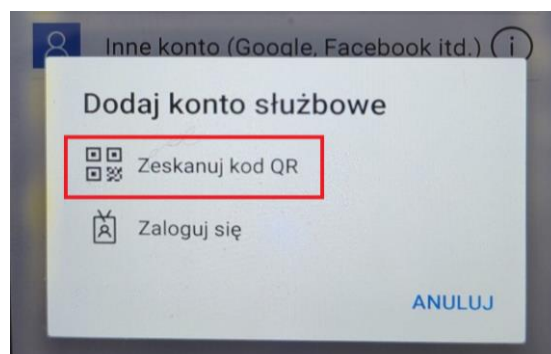 Inne konto (Google, Facebook itd.)
Dodaj konto służbowe
Zeskanuj kod QR
Zaloguj się
ANULUJ